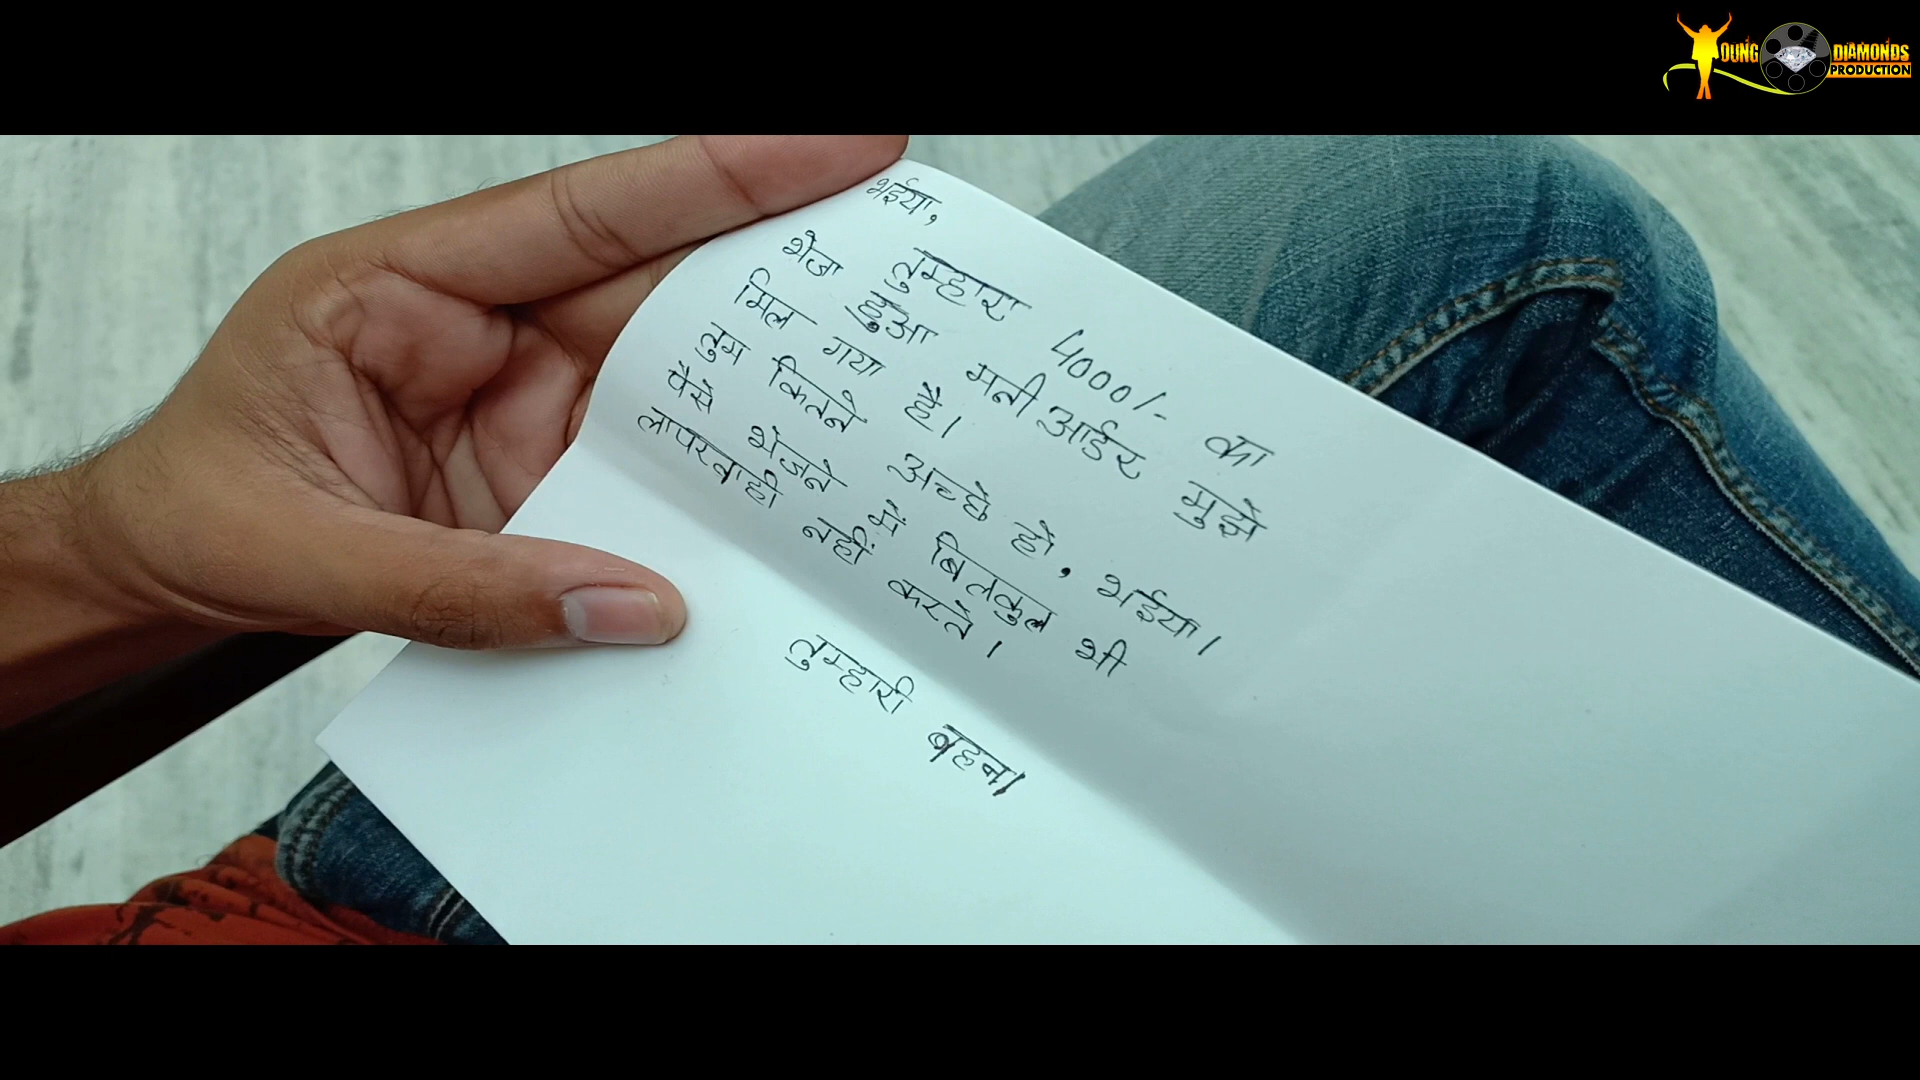 भईया,
तुम्हारा 4000/- का
भेजा हुआ मनी आर्डर मुझे
मिल गया है।
तुम कितने अच्छे हो, भईया।
पैसे भेजने में बिलकुल भी
लापरवाही नहीं करते।
तुम्हारी बहन।
YOUNG DIAMONDS
PRODUCTION